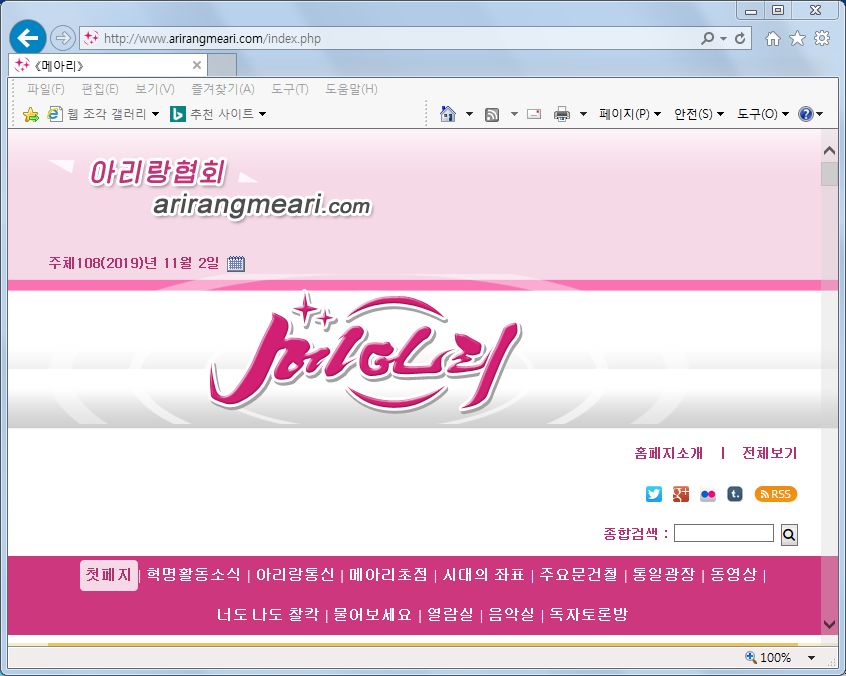 http://www.arirangmeari.com/index.php
《메아리》
파일(F) 편집(E) 보기(V) 즐겨찾기(A) 도구(T) 도움말(H)
웹 조각 갤러리 추천 사이트 페이지(P) 안전(S) 도구(O)
아리랑협회
arirangmeari.com
주체108(2019)년 11월 2일
메아리
홈페지소개 | 전체보기
RSS
종합검색 :
첫페지 | 혁명활동소식 | 아리랑통신 | 메아리초점 | 시대의 좌표 | 주요문건철 | 통일광장 | 동영상 |
너도 나도 찰칵 | 물어보세요 | 열람실 | 음악실 | 독자토론방
100%